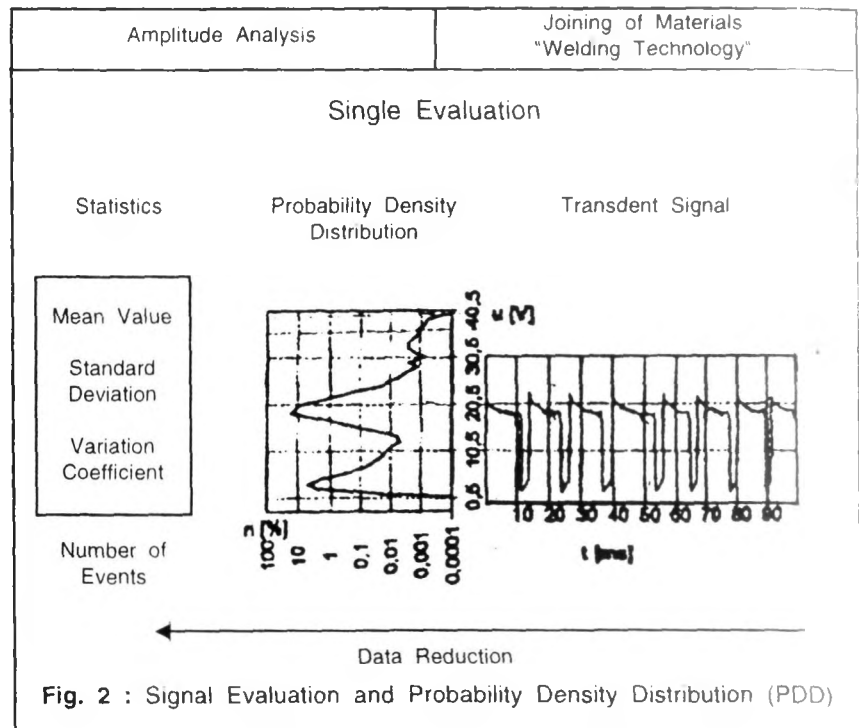 Amplitude Analysis
Joining of Materials
"Welding Technology"
Single Evaluation
Statistics
Probability Density
Distribution
Transdent Signal
Mean Value
Standard
Deviation
Variation
Coefficient
Number of
Events
n [%]
100
10
1
0,1
0,01
0,001
0,0001
40,5
30,5
20,5
10,5
0,5
u [V]
10 20 30 40 50 60 70 80 90
t [ms]
Data Reduction
Fig. 2 : Signal Evaluation and Probability Density Distribution (PDD)